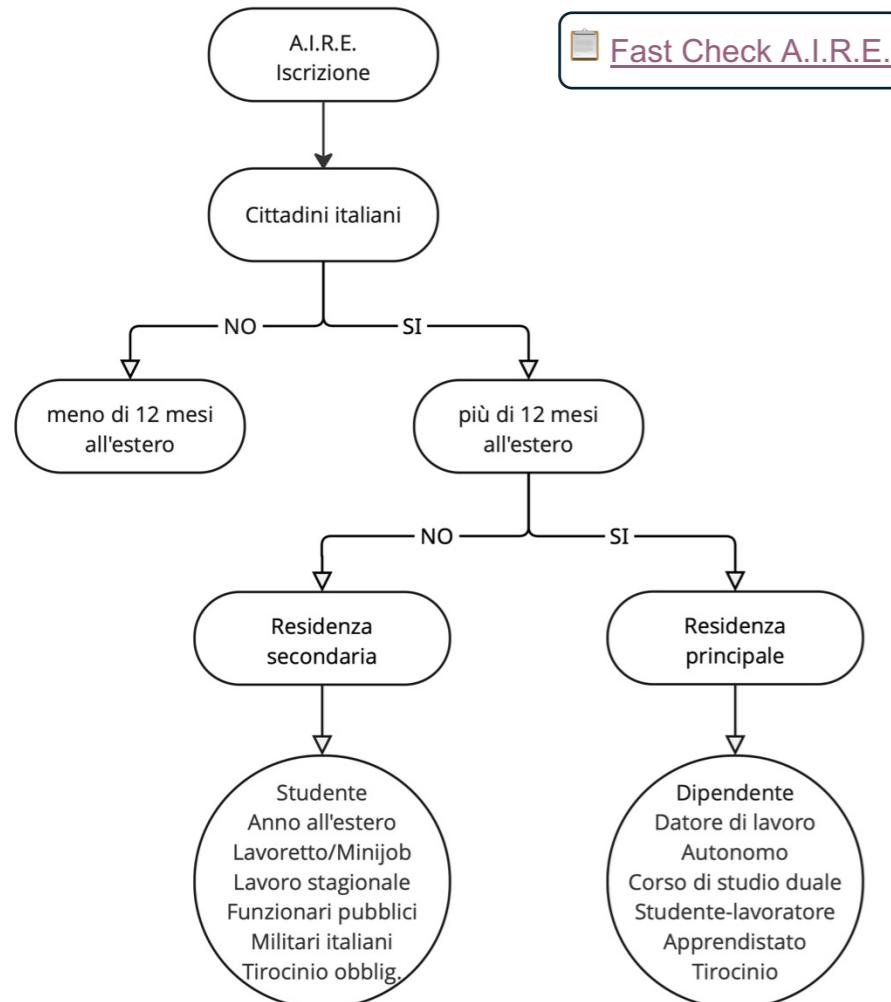 A.I.R.E.
Iscrizione
📋 Fast Check A.I.R.E.
Cittadini italiani
NO
SI
meno di 12 mesi
all'estero
più di 12 mesi
all'estero
NO
SI
Residenza
secondaria
Residenza
principale
Studente
Anno all'estero
Lavoretto/Minijob
Lavoro stagionale
Funzionari pubblici
Militari italiani
Tirocinio obblig.
Dipendente
Datore di lavoro
Autonomo
Corso di studio duale
Studente-lavoratore
Apprendistato
Tirocinio